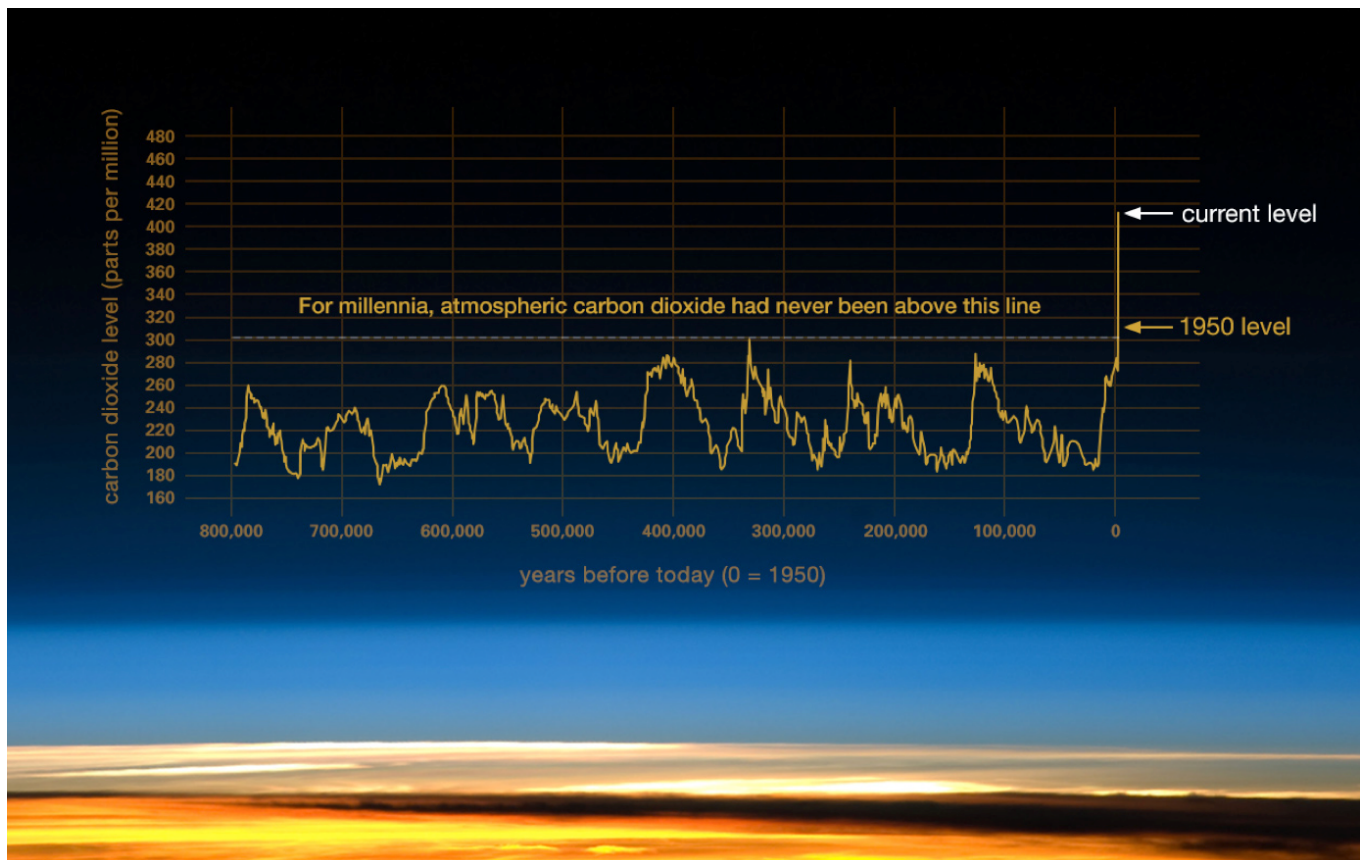 carbon dioxide level (parts per million)
480
460
440
420
400
380
360
340
320
300
280
260
240
220
200
180
160
current level
For millennia, atmospheric carbon dioxide had never been above this line
1950 level
800,000 700,000 600,000 500,000 400,000 300,000 200,000 100,000 0
years before today (0 = 1950)